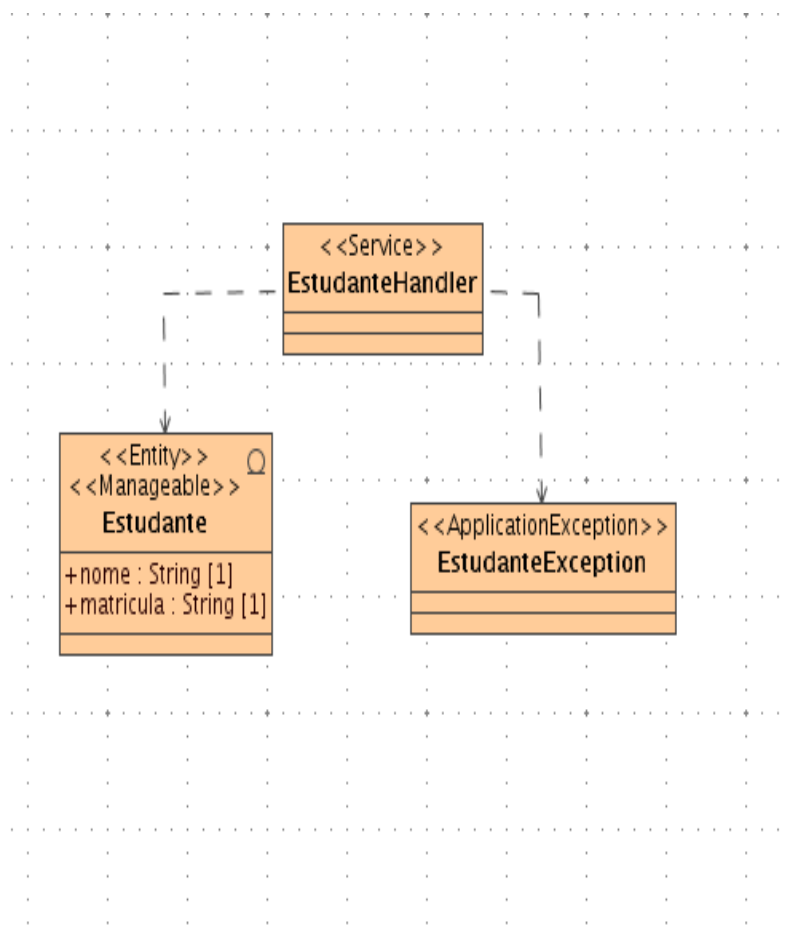 <<Service>>
EstudanteHandler
<<Entity>>
<<Manageable>>
Estudante
+nome : String [1]
+matricula : String [1]
<<ApplicationException>>
EstudanteException